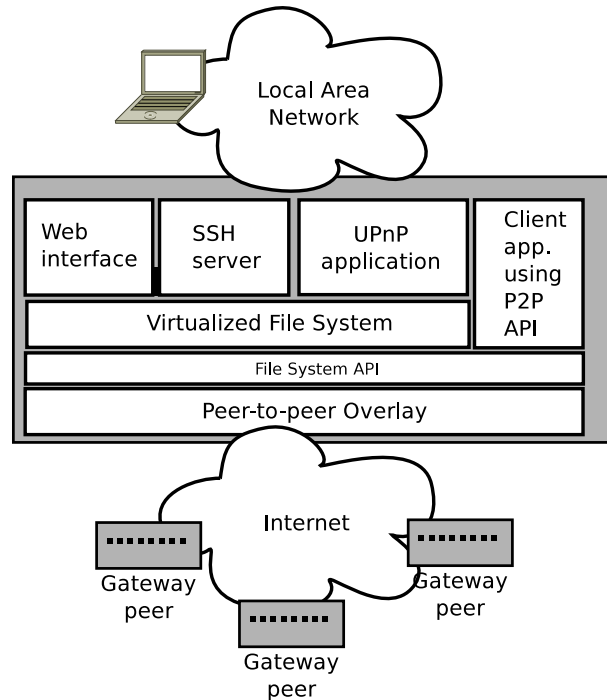 Local Area
Network
Web
interface
SSH
server
UPnP
application
Client
app.
using
P2P
API
Virtualized File System
File System API
Peer-to-peer Overlay
Internet
Gateway
peer
Gateway
peer
Gateway
peer